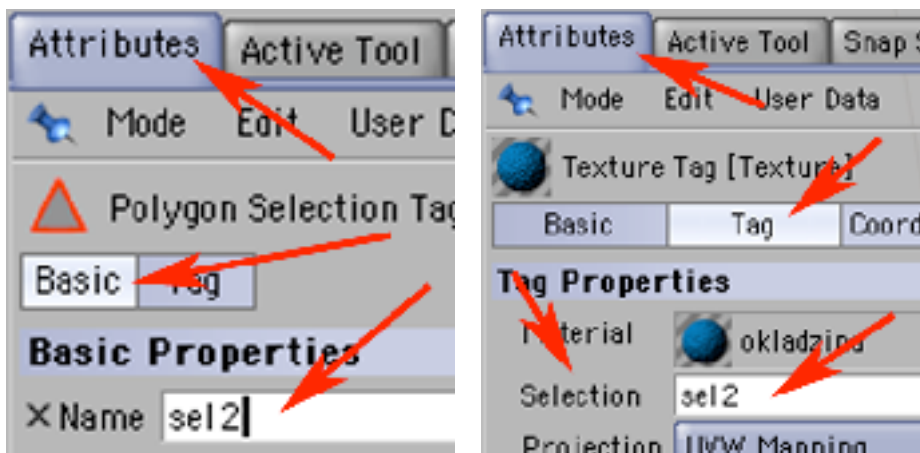 Attributes Active Tool
Mode Edit User D
Polygon Selection Tag
Basic Tag
Basic Properties
× Name sel2
Attributes Active Tool Snap S
Mode Edit User Data
Texture Tag [Texture]
Basic Tag Coord
Tag Properties
Material okladzina
Selection sel2
Projection UVW Mapping